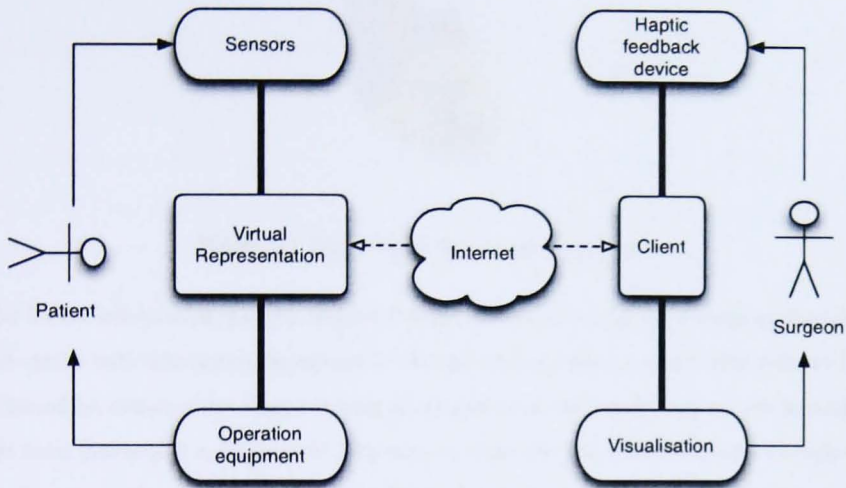 Sensors
Haptic
feedback
device
Virtual
Representation
Internet
Client
Patient
Surgeon
Operation
equipment
Visualisation